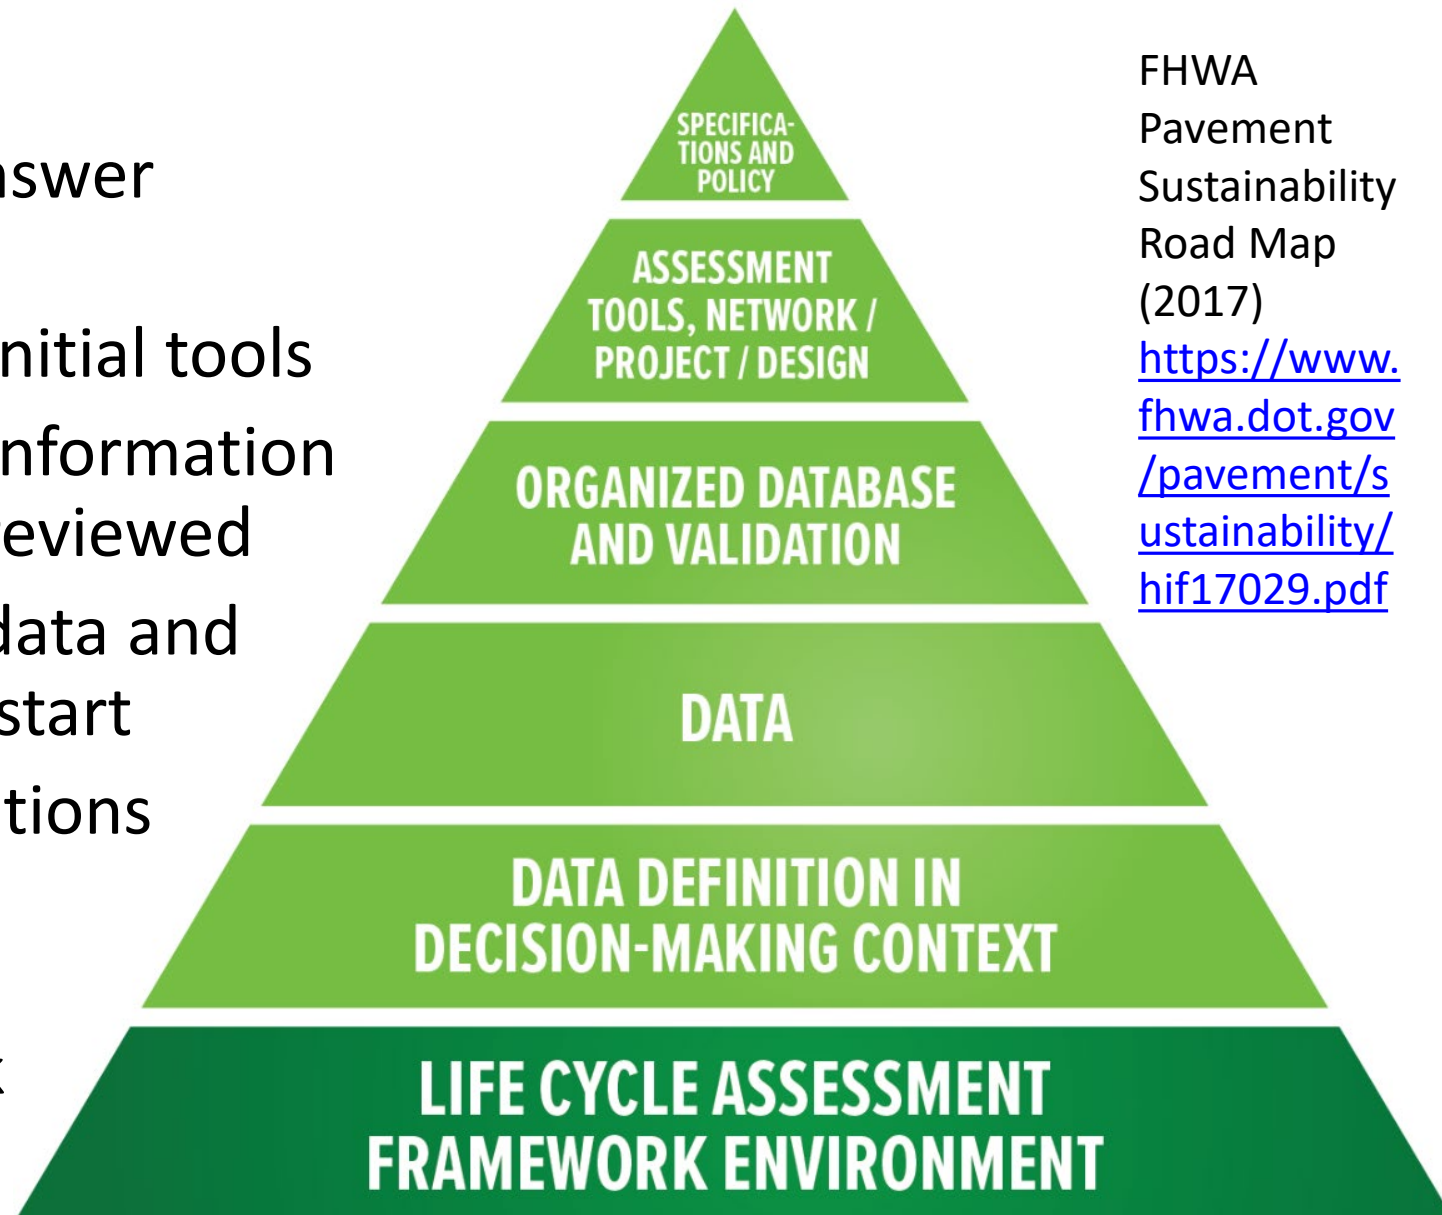 nswer
nitial tools
nformation
eviewed
data and
start
tions
SPECIFICA-
TIONS AND
POLICY
ASSESSMENT
TOOLS, NETWORK /
PROJECT / DESIGN
ORGANIZED DATABASE
AND VALIDATION
DATA
DATA DEFINITION IN
DECISION-MAKING CONTEXT
LIFE CYCLE ASSESSMENT
FRAMEWORK ENVIRONMENT
FHWA
Pavement
Sustainability
Road Map
(2017)
https://www.
fhwa.dot.gov
/pavement/s
ustainability/
hif17029.pdf